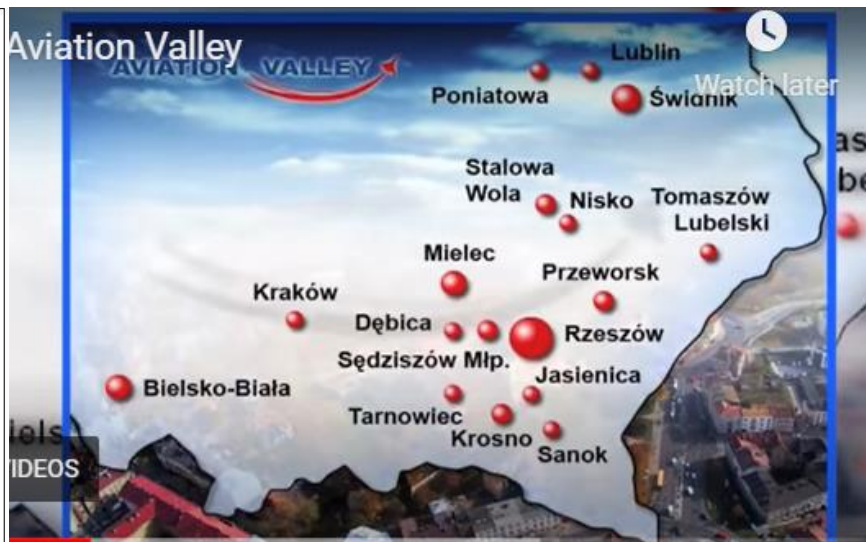 Aviation Valley
AVIATION VALLEY
Watch later
Lublin
Poniatowa
Świdnik
Stalowa
Wola
Nisko
Tomaszów
Lubelski
Mielec
Przeworsk
Kraków
Dębica
Rzeszów
Sędziszów Młp.
Jasienica
Bielsko-Biała
Tarnowiec
Krosno
Sanok